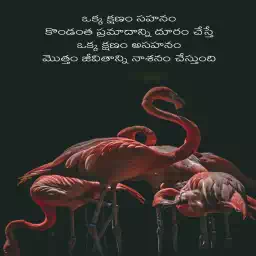 ఒక్క క్షణం సహనం
కొండంత ప్రమాదాన్ని దూరం చేస్తే
ఒక్క క్షణం అసహనం
మొత్తం జీవితాన్ని నాశనం చేస్తుంది